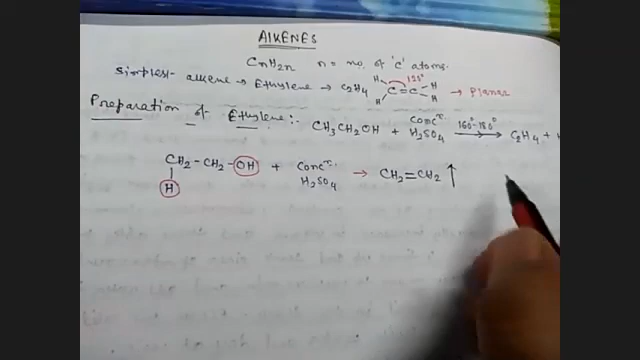 ALKENES
CnH2n n = no. of 'C' atoms.
Simplest alkene → Ethylene → C2H4 H H C=C H H 120° → Planar
Preparation of Ethylene:- CH3CH2OH + Conc. H2SO4 160°-180° → C2H4 + H
CH2-CH2-OH + Conc. H2SO4 → CH2=CH2 ↑
H